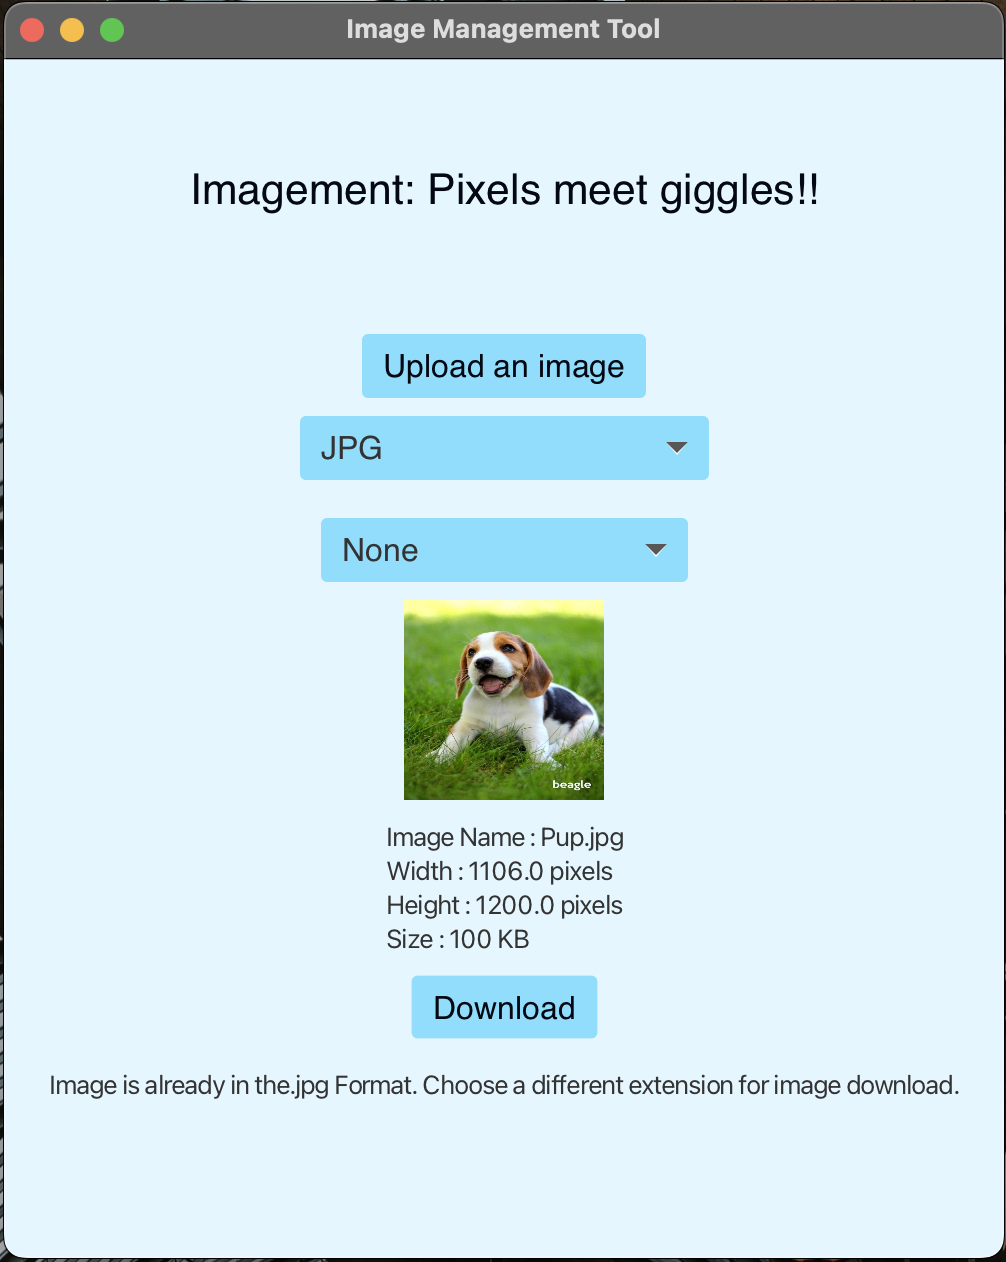 Image Management Tool
Imagement: Pixels meet giggles!!
Upload an image
JPG
None
beagle
Image Name : Pup.jpg
Width : 1106.0 pixels
Height : 1200.0 pixels
Size : 100 KB
Download
Image is already in the.jpg Format. Choose a different extension for image download.